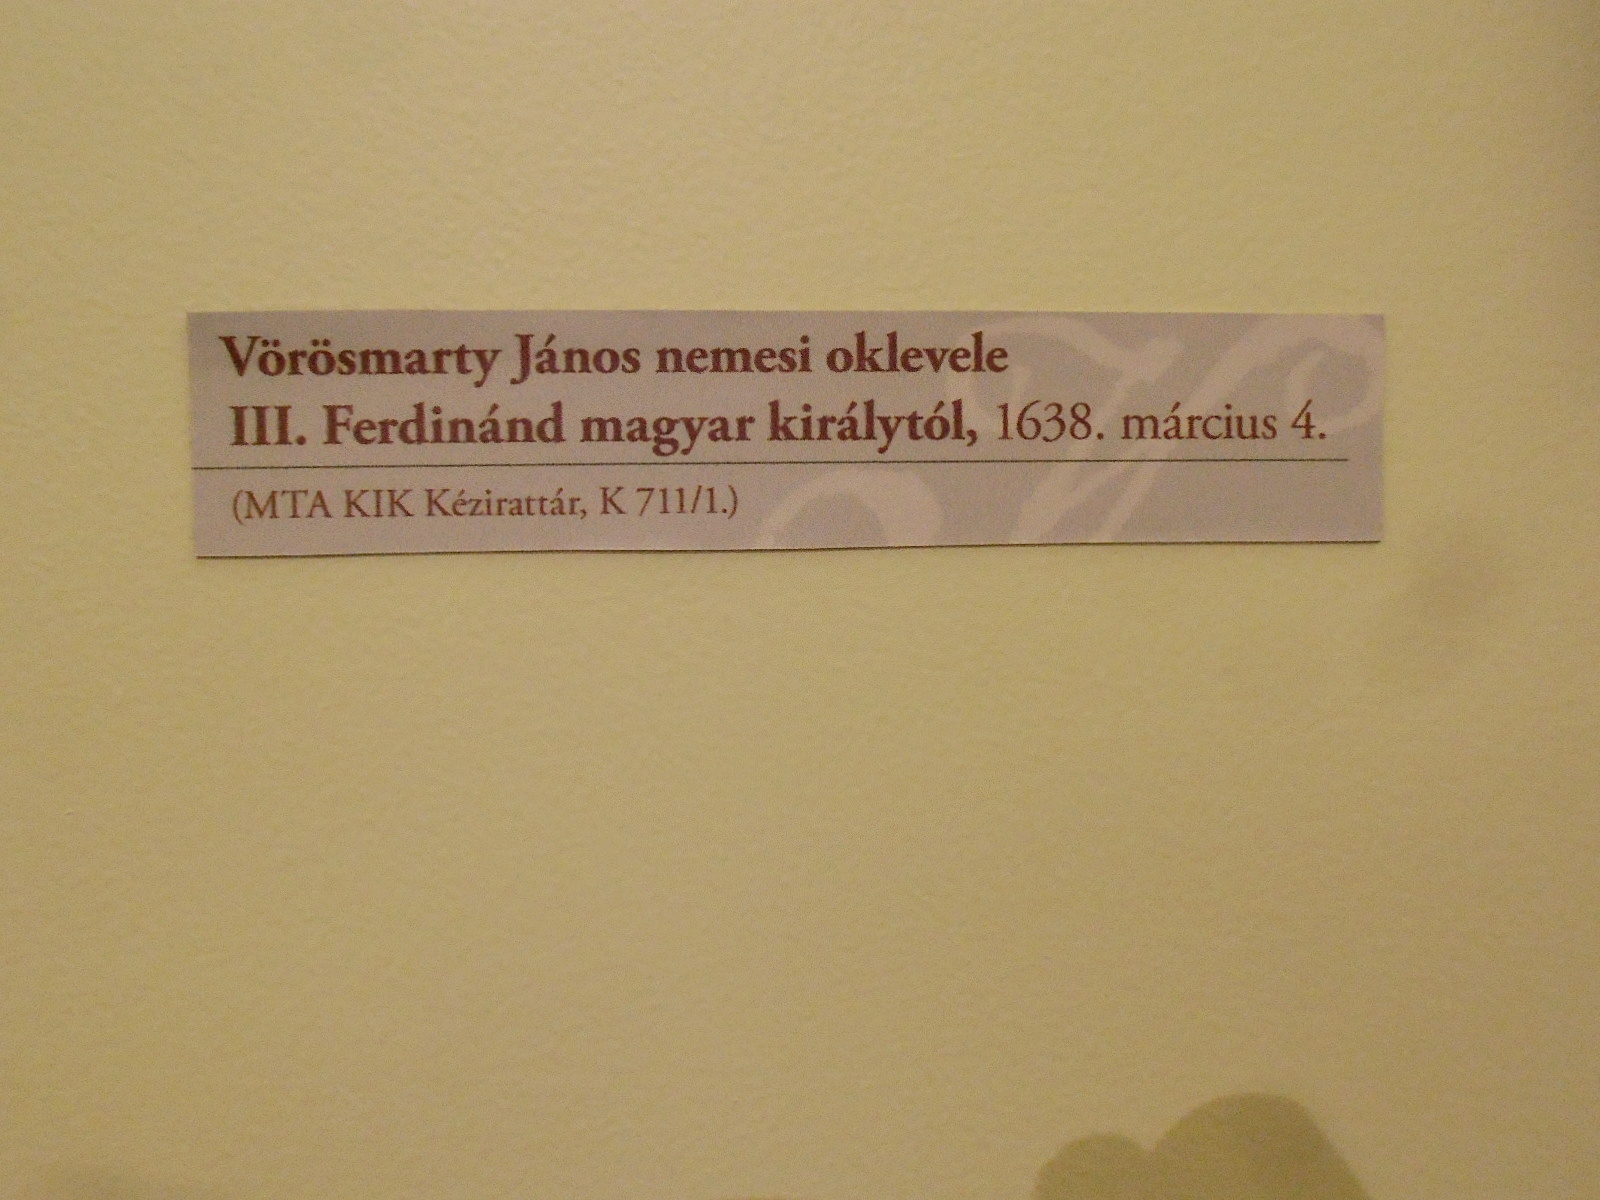 Vörösmarty János nemesi oklevele
III. Ferdinánd magyar királytól, 1638. március 4.
(MTA KIK Kézirattár, K 711/1.)